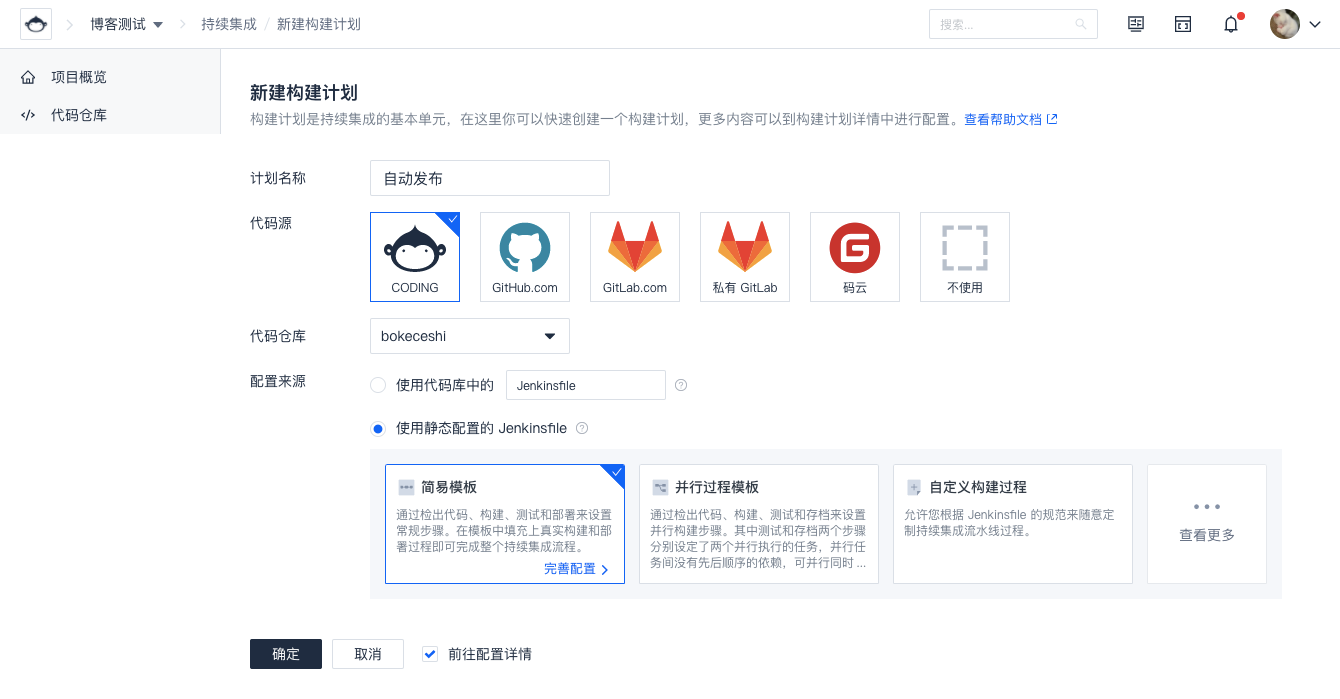 博客测试
持续集成 / 新建构建计划
搜索...
项目概览
代码仓库
新建构建计划
构建计划是持续集成的基本单元，在这里你可以快速创建一个构建计划，更多内容可以到构建计划详情中进行配置。查看帮助文档
计划名称
自动发布
代码源
CODING
GitHub.com
GitLab.com
私有 GitLab
码云
不使用
代码仓库
bokeceshi
配置来源
使用代码库中的 Jenkinsfile
使用静态配置的 Jenkinsfile
简易模板
通过检出代码、构建、测试和部署来设置
常规步骤。在模板中填充上真实构建和部
署过程即可完成整个持续集成流程。
完善配置
并行过程模板
通过检出代码、构建、测试和存档来设置
并行构建步骤。其中测试和存档两个步骤
分别设定了两个并行执行的任务，并行任
务间没有先后顺序的依赖，可并行同时 ...
自定义构建过程
允许您根据 Jenkinsfile 的规范来随意定
制持续集成流水线过程。
查看更多
确定
取消
前往配置详情